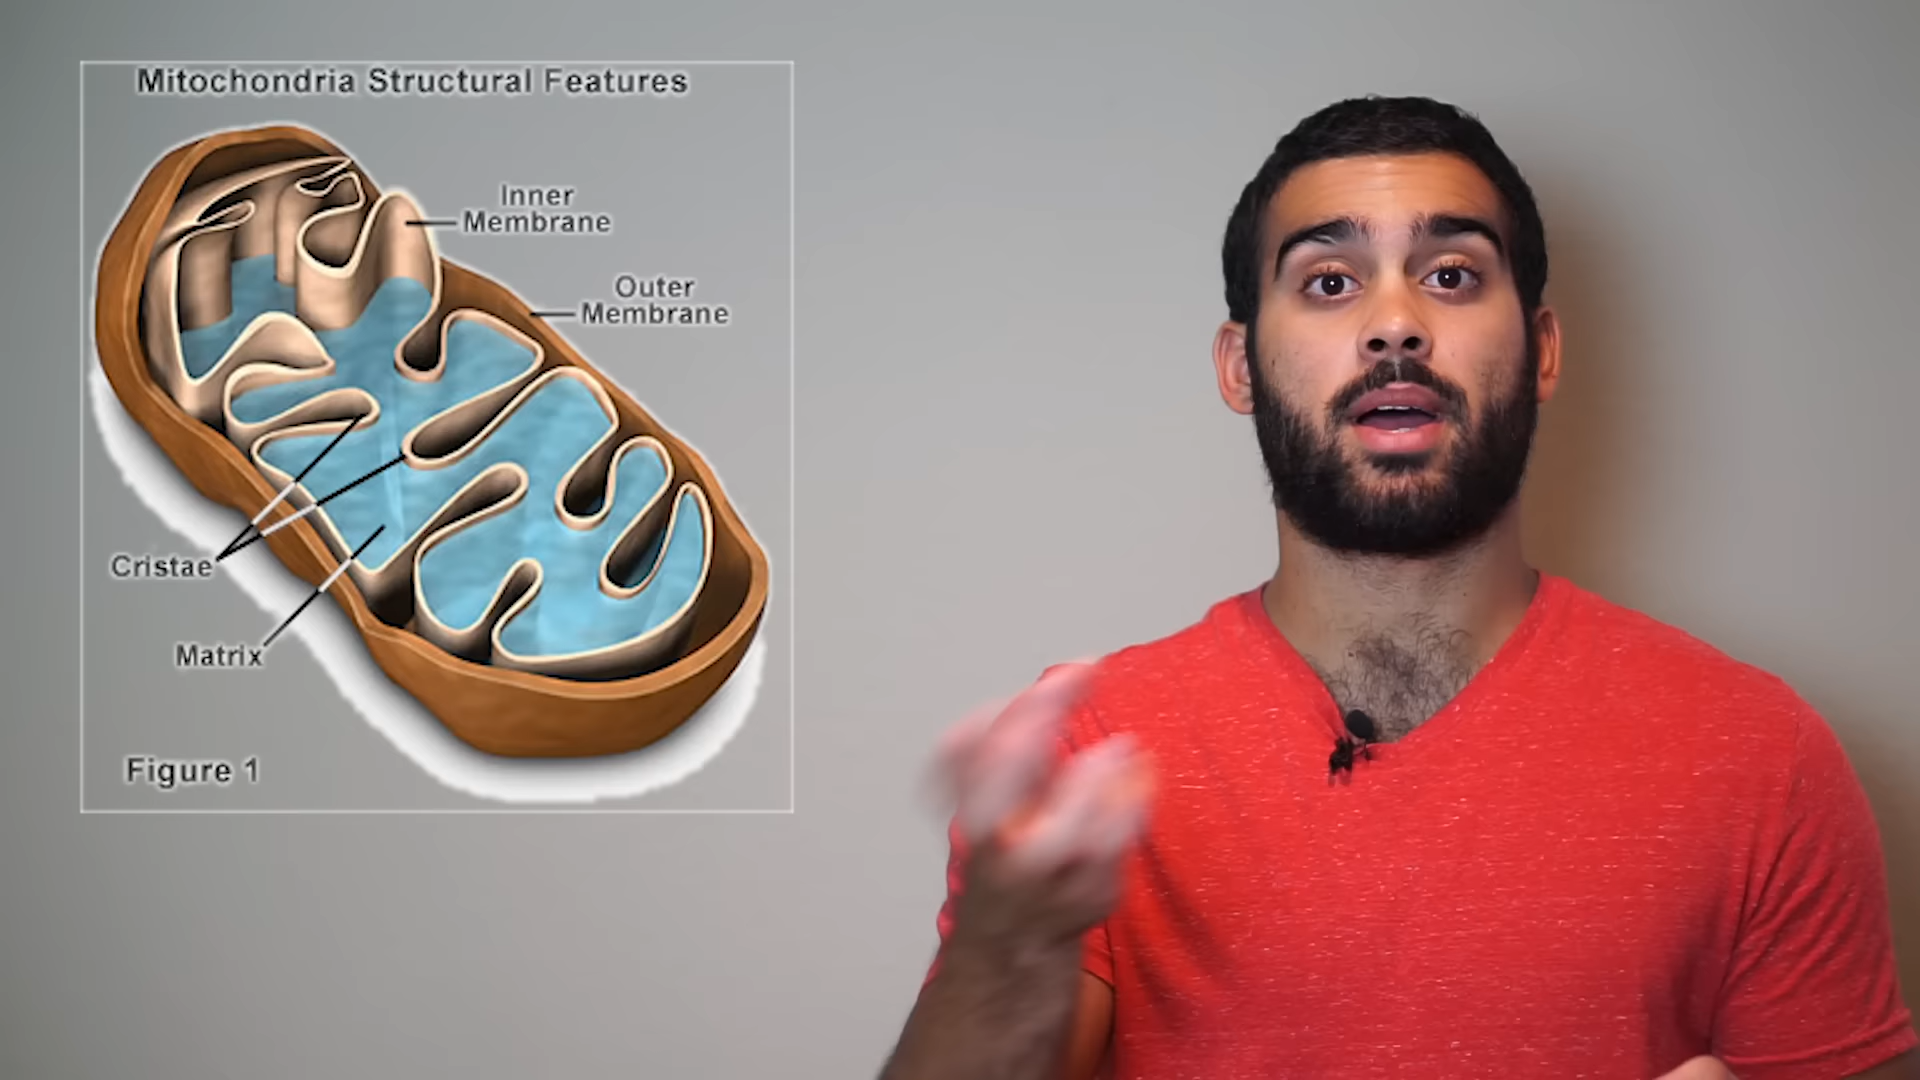 Mitochondria Structural Features
Inner
Membrane
Outer
Membrane
Cristae
Matrix
Figure 1